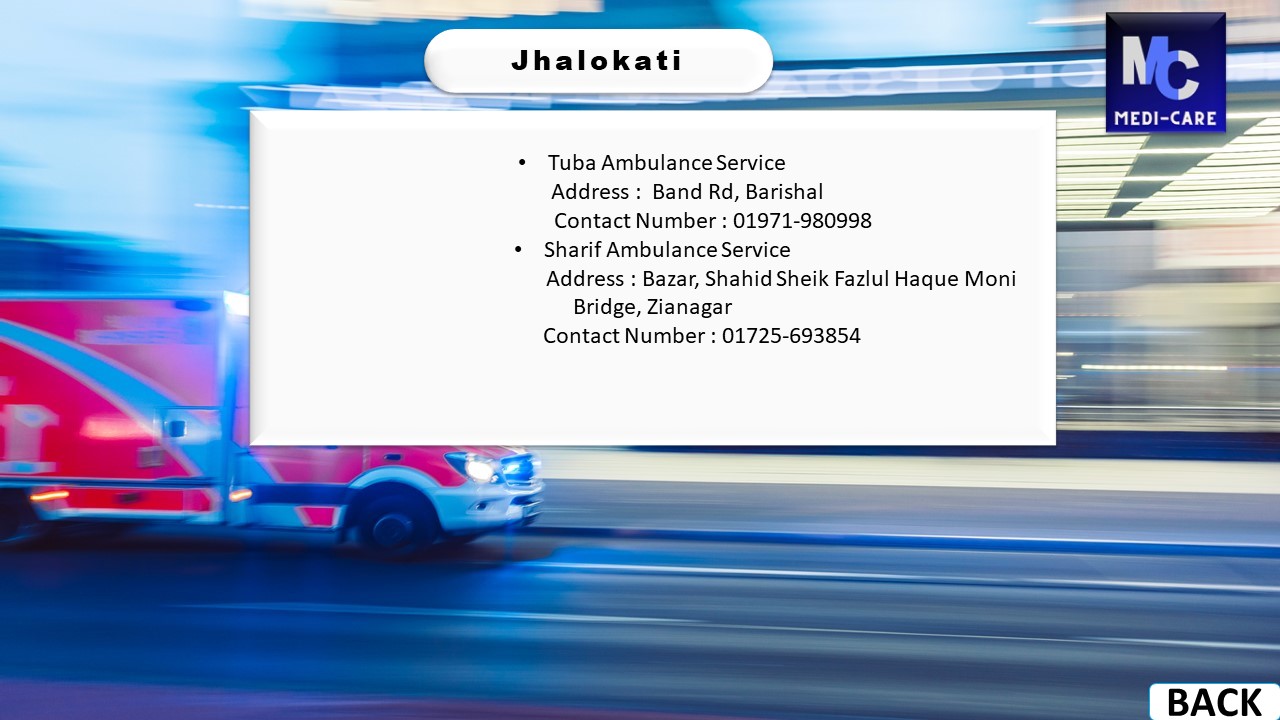 Jhalokati
MC
MEDI-CARE
• Tuba Ambulance Service
Address : Band Rd, Barishal
Contact Number : 01971-980998
• Sharif Ambulance Service
Address : Bazar, Shahid Sheik Fazlul Haque Moni
Bridge, Zianagar
Contact Number : 01725-693854
BACK